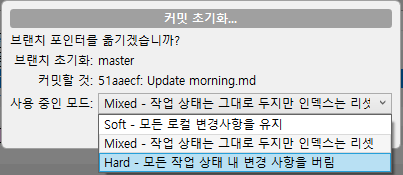 커밋 초기화...
브랜치 포인터를 옮기겠습니까?
브랜치 초기화: master
커밋할 것: 51aaecf: Update morning.md
사용 중인 모드: Mixed - 작업 상태는 그대로 두지만 인덱스는 리셋
Soft - 모든 로컬 변경사항을 유지
Mixed - 작업 상태는 그대로 두지만 인덱스는 리셋
Hard - 모든 작업 상태 내 변경 사항을 버림